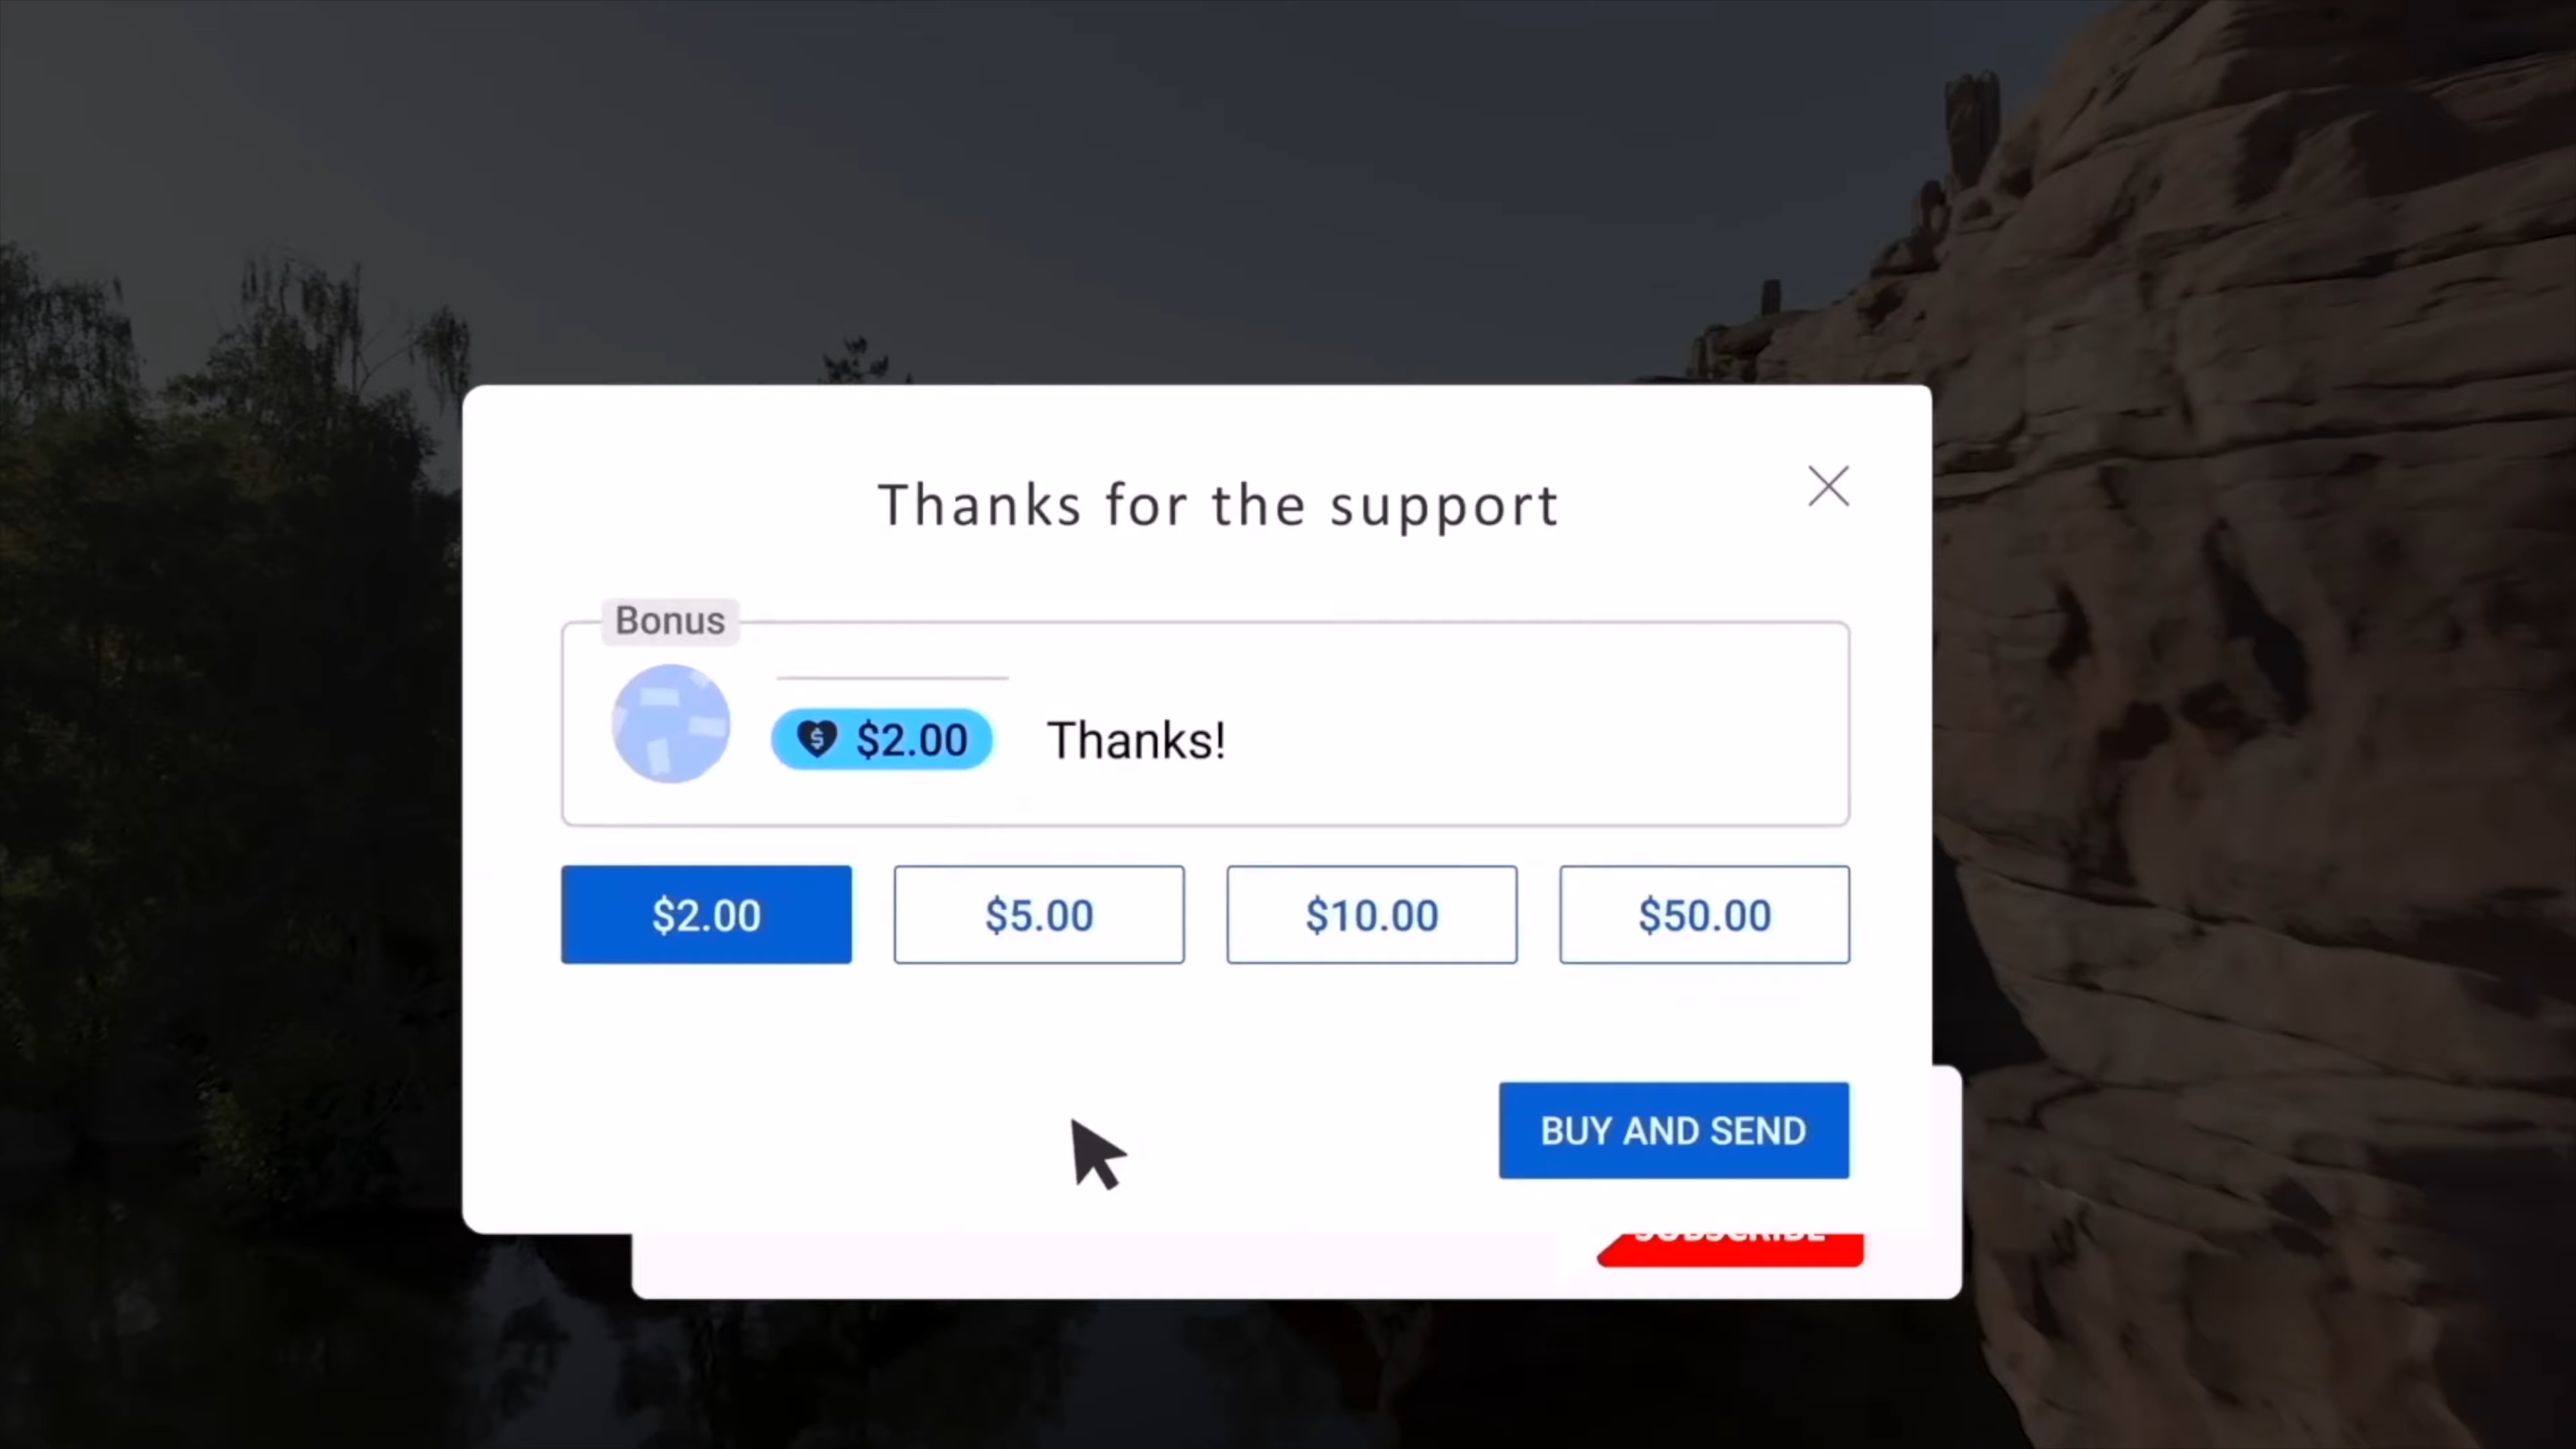 Thanks for the support
Bonus
$2.00
Thanks!
$2.00
$5.00
$10.00
$50.00
BUY AND SEND
SUBSCRIBE